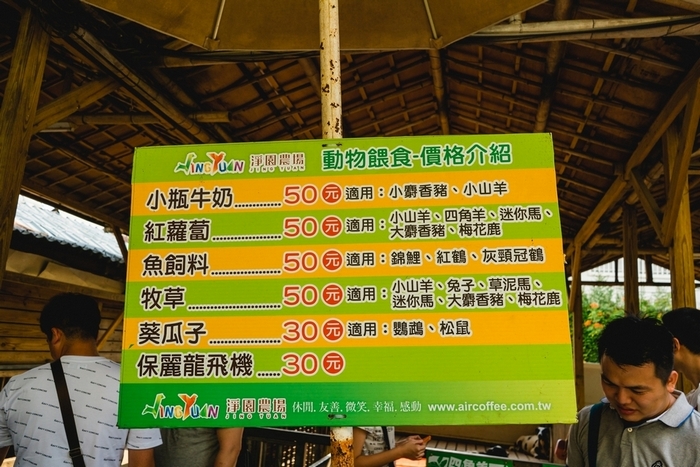 JING YUAN 淨園農場 JING YUAN 動物餵食-價格介紹
小瓶牛奶..............50元 適用：小麝香豬、小山羊
紅蘿蔔..................50元 適用：小山羊、四角羊、迷你馬、
大麝香豬、梅花鹿
魚飼料..................50元 適用：錦鯉、紅鶴、灰頸冠鶴
牧草.......................50元 適用：小山羊、兔子、草泥馬、
迷你馬、大麝香豬、梅花鹿
葵瓜子..................30元 適用：鸚鵡、松鼠
保麗龍飛機......30元
JING YUAN 淨園農場 JING YUAN 休閒.友善.微笑.幸福.感動 www.aircoffee.com.tw